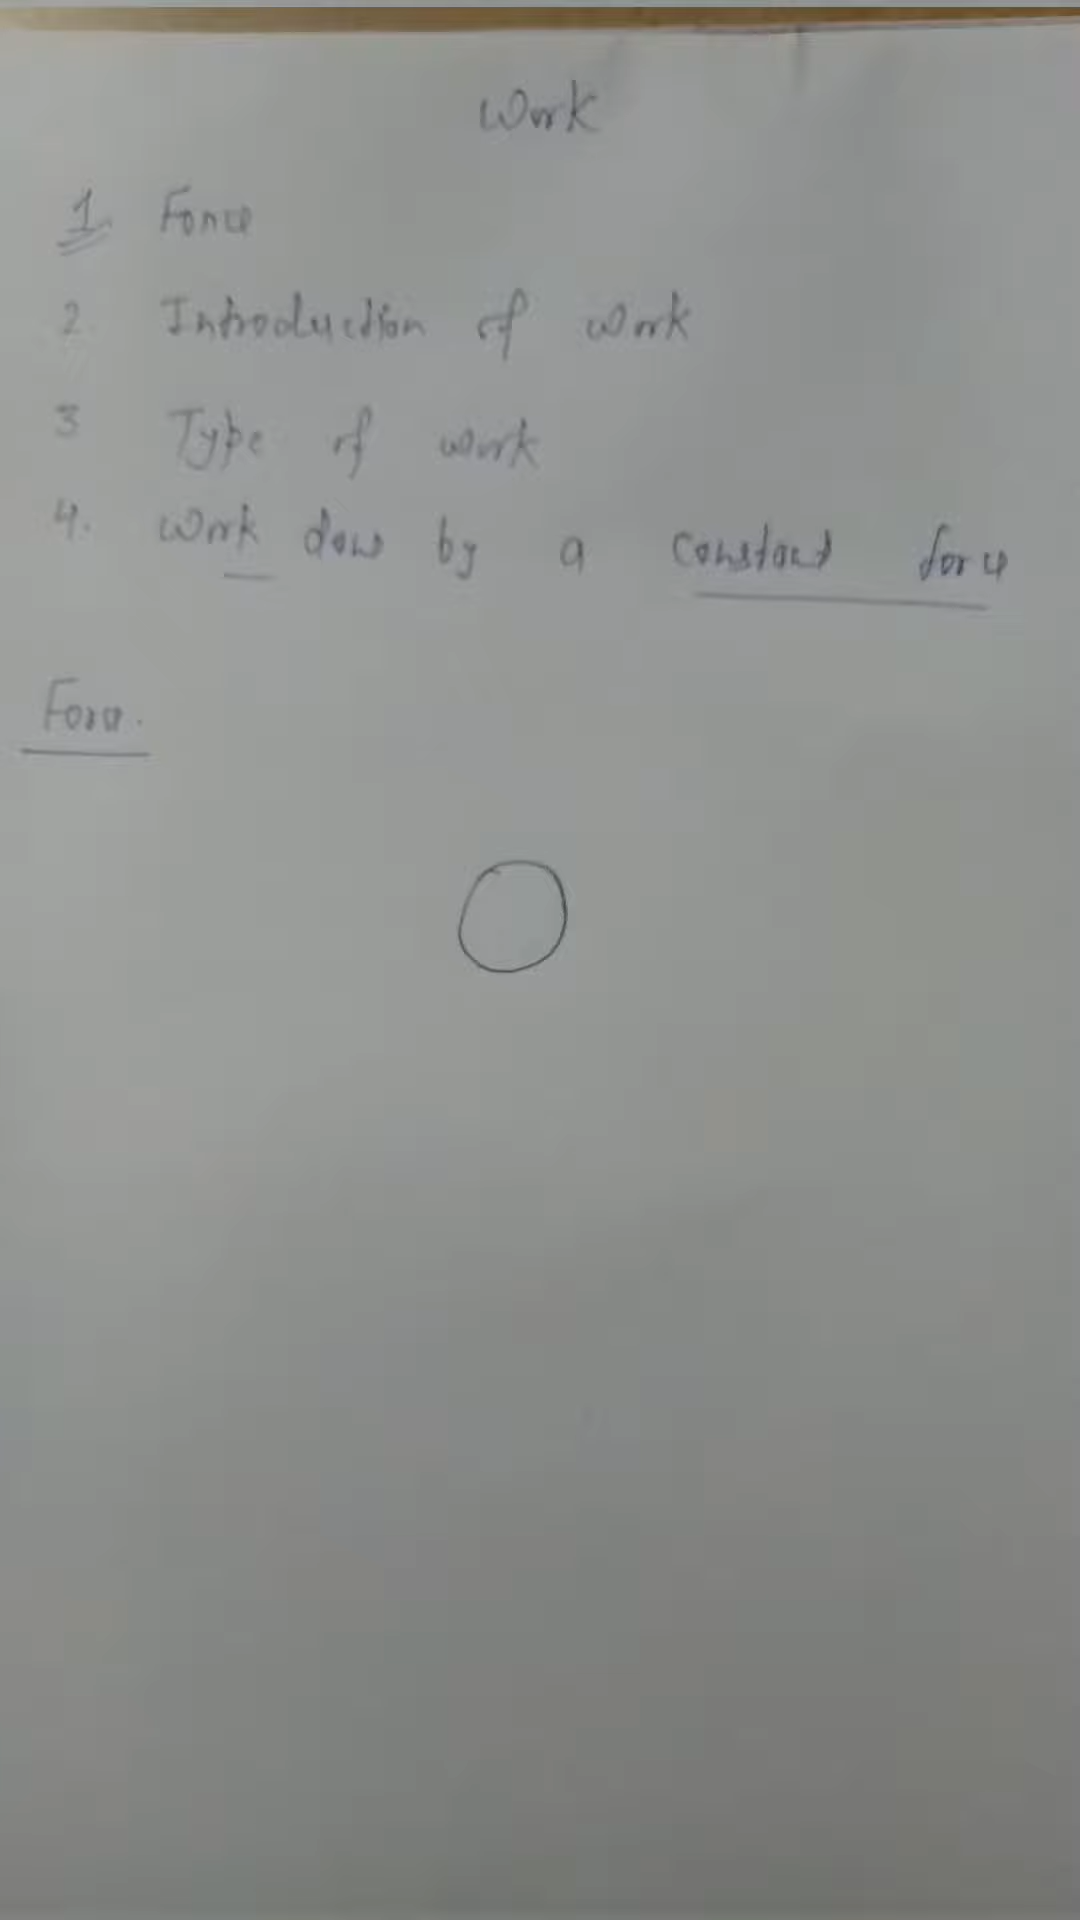 Work
1. Force
2. Introduction of work
3 Type of work
4. Work done by a constant force
Force.